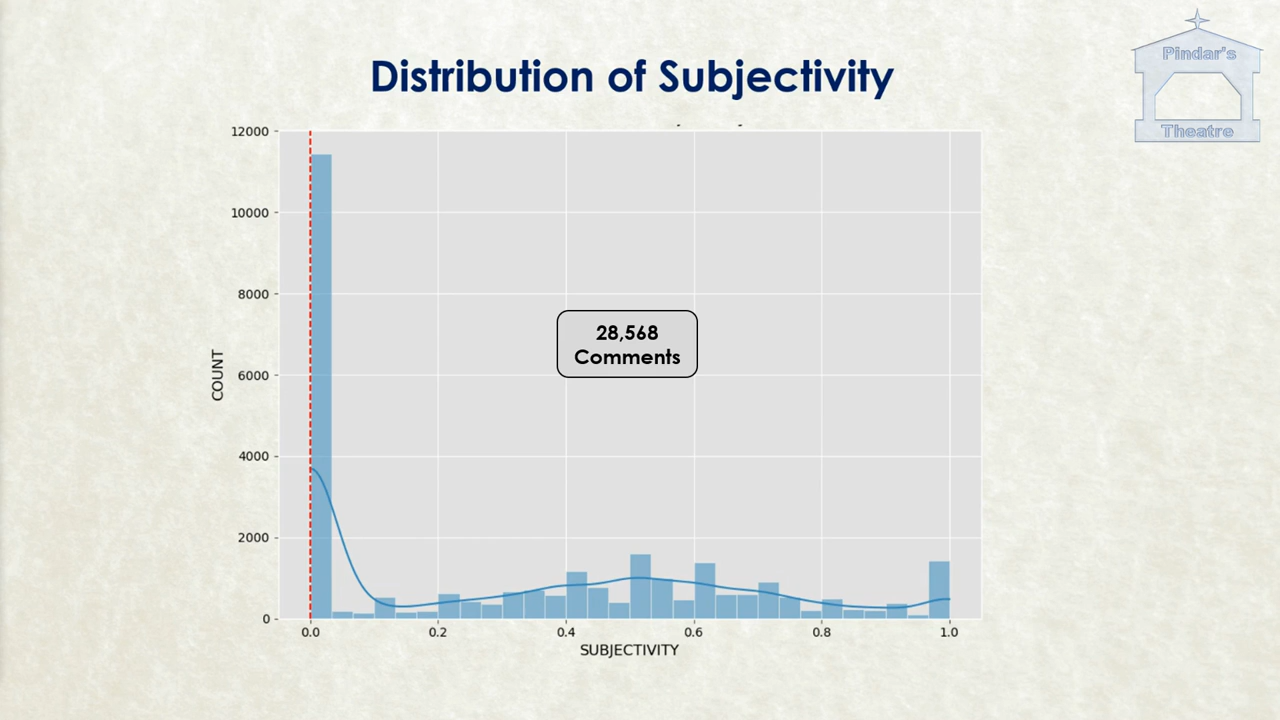 Pindar's
Theatre
Distribution of Subjectivity
12000
10000
8000
6000
4000
2000
0
COUNT
28,568
Comments
0.0 0.2 0.4 0.6 0.8 1.0
SUBJECTIVITY